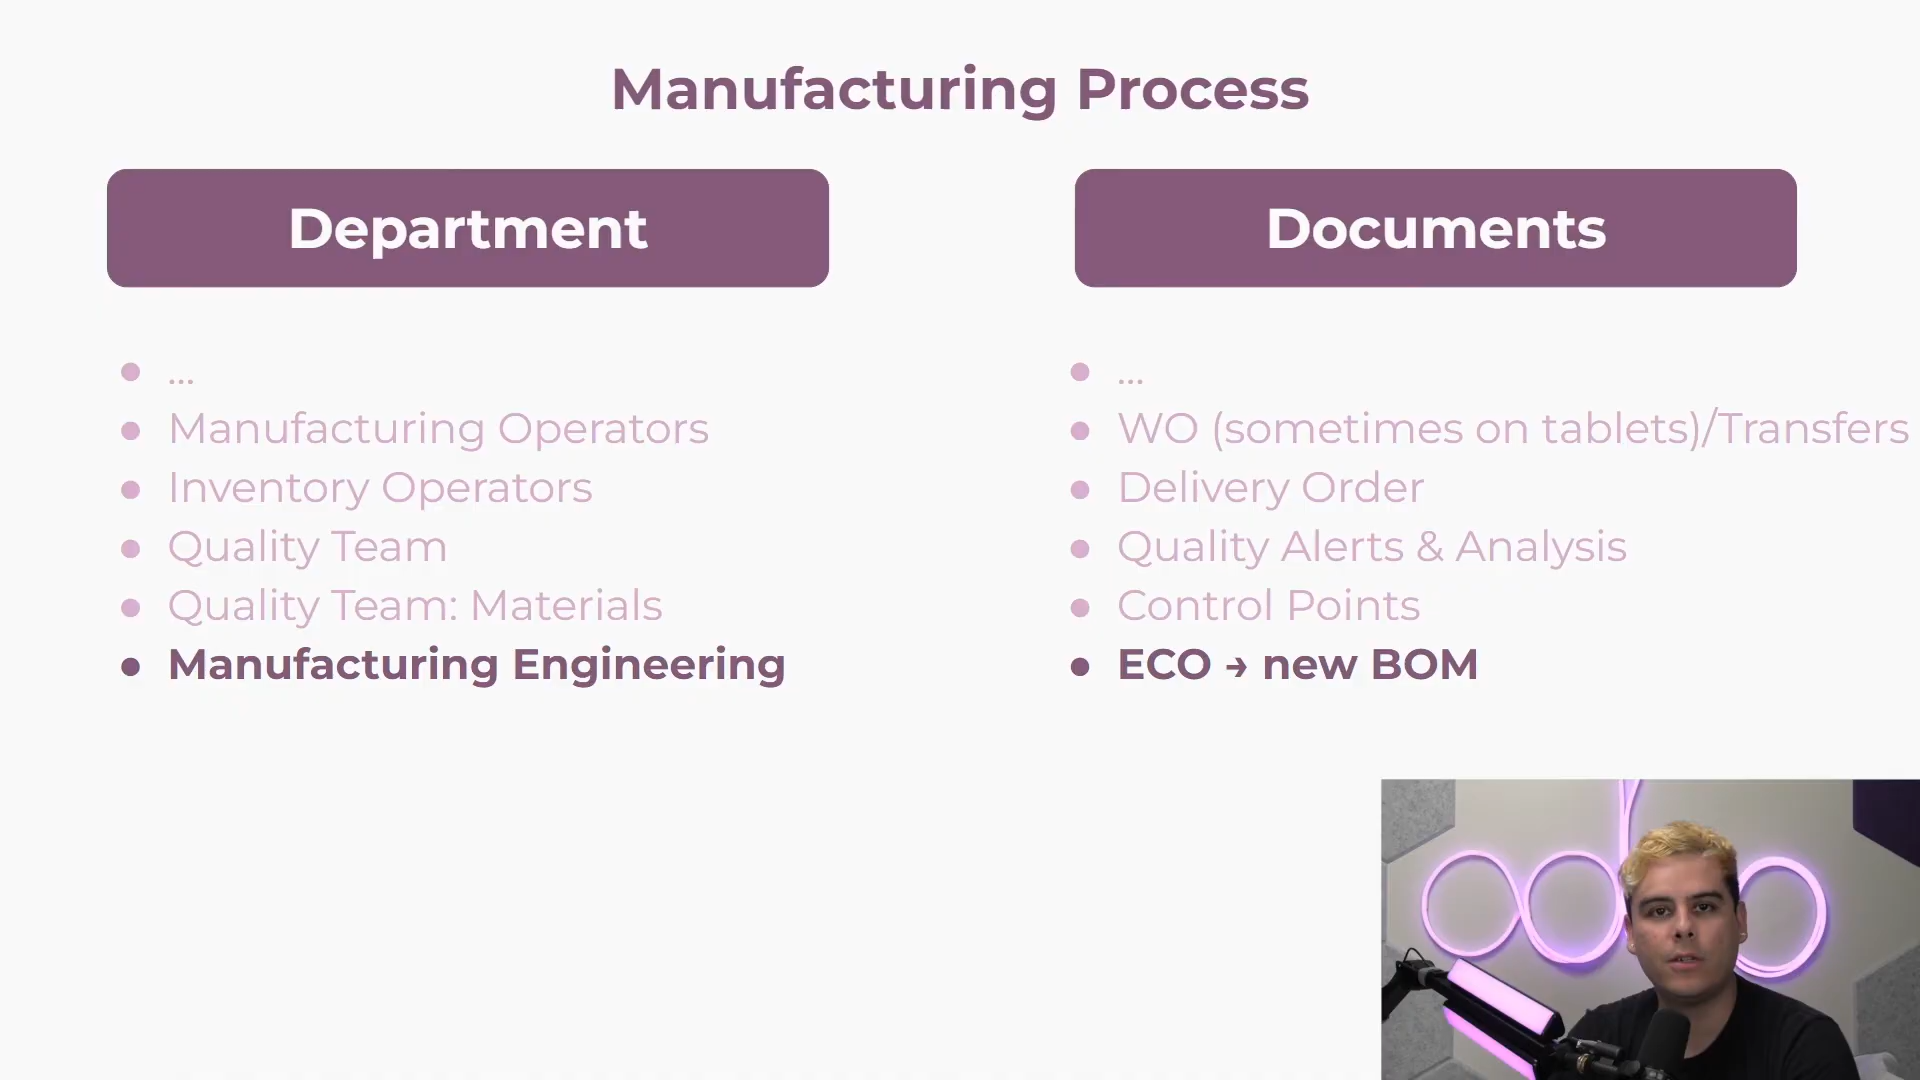 Manufacturing Process
Department
• ...
• Manufacturing Operators
• Inventory Operators
• Quality Team
• Quality Team: Materials
• Manufacturing Engineering
Documents
• ...
• WO (sometimes on tablets)/Transfers
• Delivery Order
• Quality Alerts & Analysis
• Control Points
• ECO → new BOM
odoo